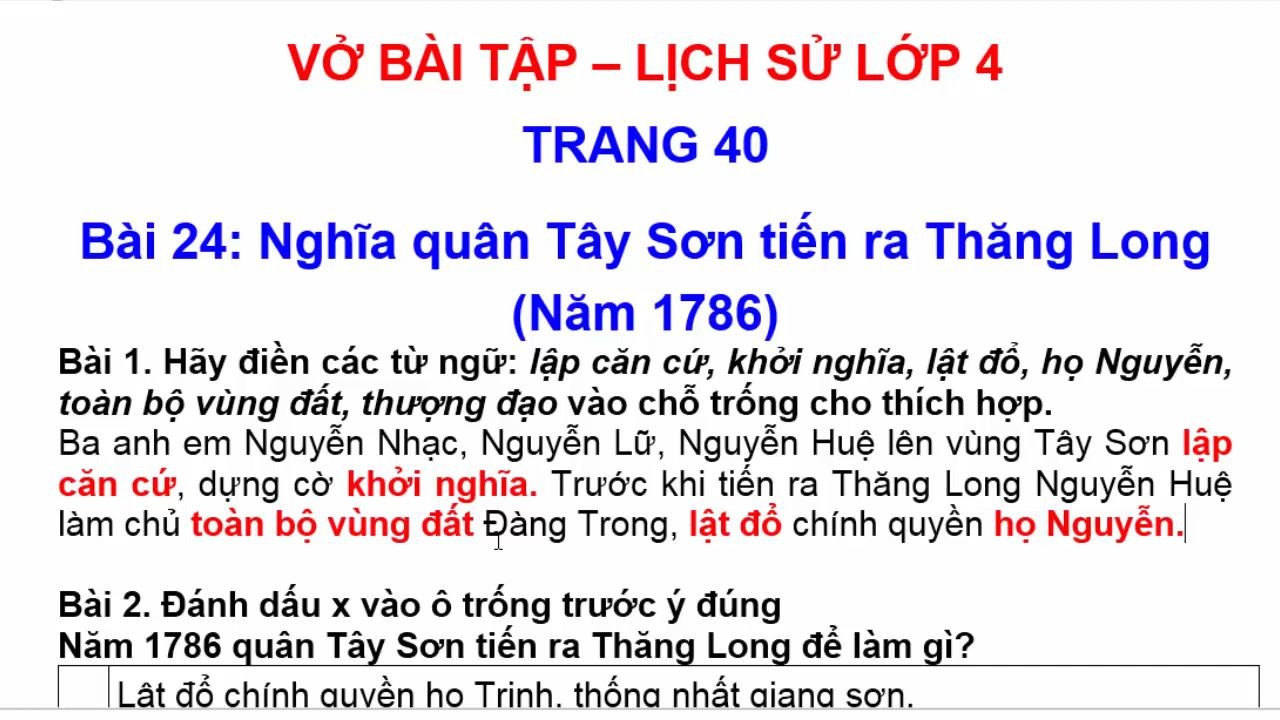 VỞ BÀI TẬP – LỊCH SỬ LỚP 4
TRANG 40
Bài 24: Nghĩa quân Tây Sơn tiến ra Thăng Long
(Năm 1786)
Bài 1. Hãy điền các từ ngữ: lập căn cứ, khởi nghĩa, lật đổ, họ Nguyễn,
toàn bộ vùng đất, thượng đạo vào chỗ trống cho thích hợp.
Ba anh em Nguyễn Nhạc, Nguyễn Lữ, Nguyễn Huệ lên vùng Tây Sơn lập
căn cứ, dựng cờ khởi nghĩa. Trước khi tiến ra Thăng Long Nguyễn Huệ
làm chủ toàn bộ vùng đất Đàng Trong, lật đổ chính quyền họ Nguyễn.
Bài 2. Đánh dấu x vào ô trống trước ý đúng
Năm 1786 quân Tây Sơn tiến ra Thăng Long để làm gì?
Lật đổ chính quyền họ Trịnh, thống nhất giang sơn.